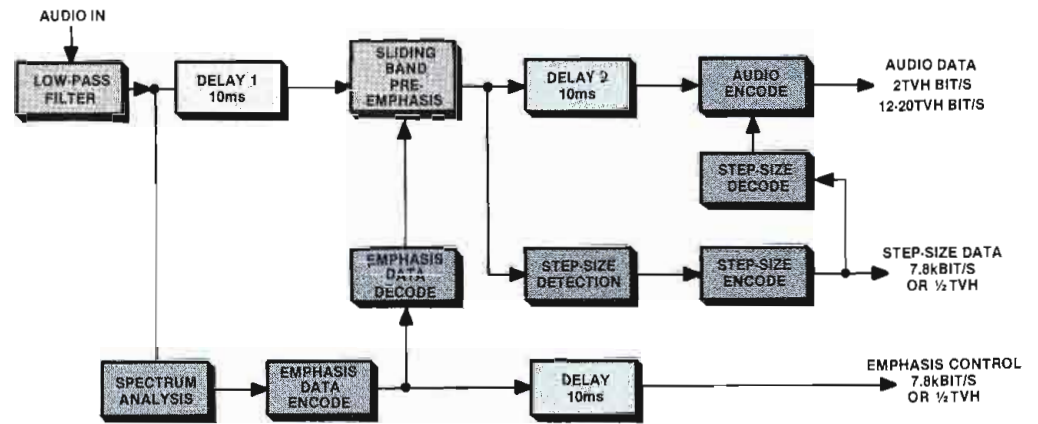 AUDIO IN
LOW-PASS
FILTER
DELAY 1
10ms
SLIDING
BAND
PRE-
EMPHASIS
DELAY 2
10ms
AUDIO
ENCODE
AUDIO DATA
2TVH BIT/S
12-20TVH BIT/S
STEP-SIZE
DECODE
EMPHASIS
DATA
DECODE
STEP-SIZE
DETECTION
STEP-SIZE
ENCODE
STEP-SIZE DATA
7.8kBIT/S
OR ½TVH
SPECTRUM
ANALYSIS
EMPHASIS
DATA
ENCODE
DELAY
10ms
EMPHASIS CONTROL
7.8kBIT/S
OR ½TVH